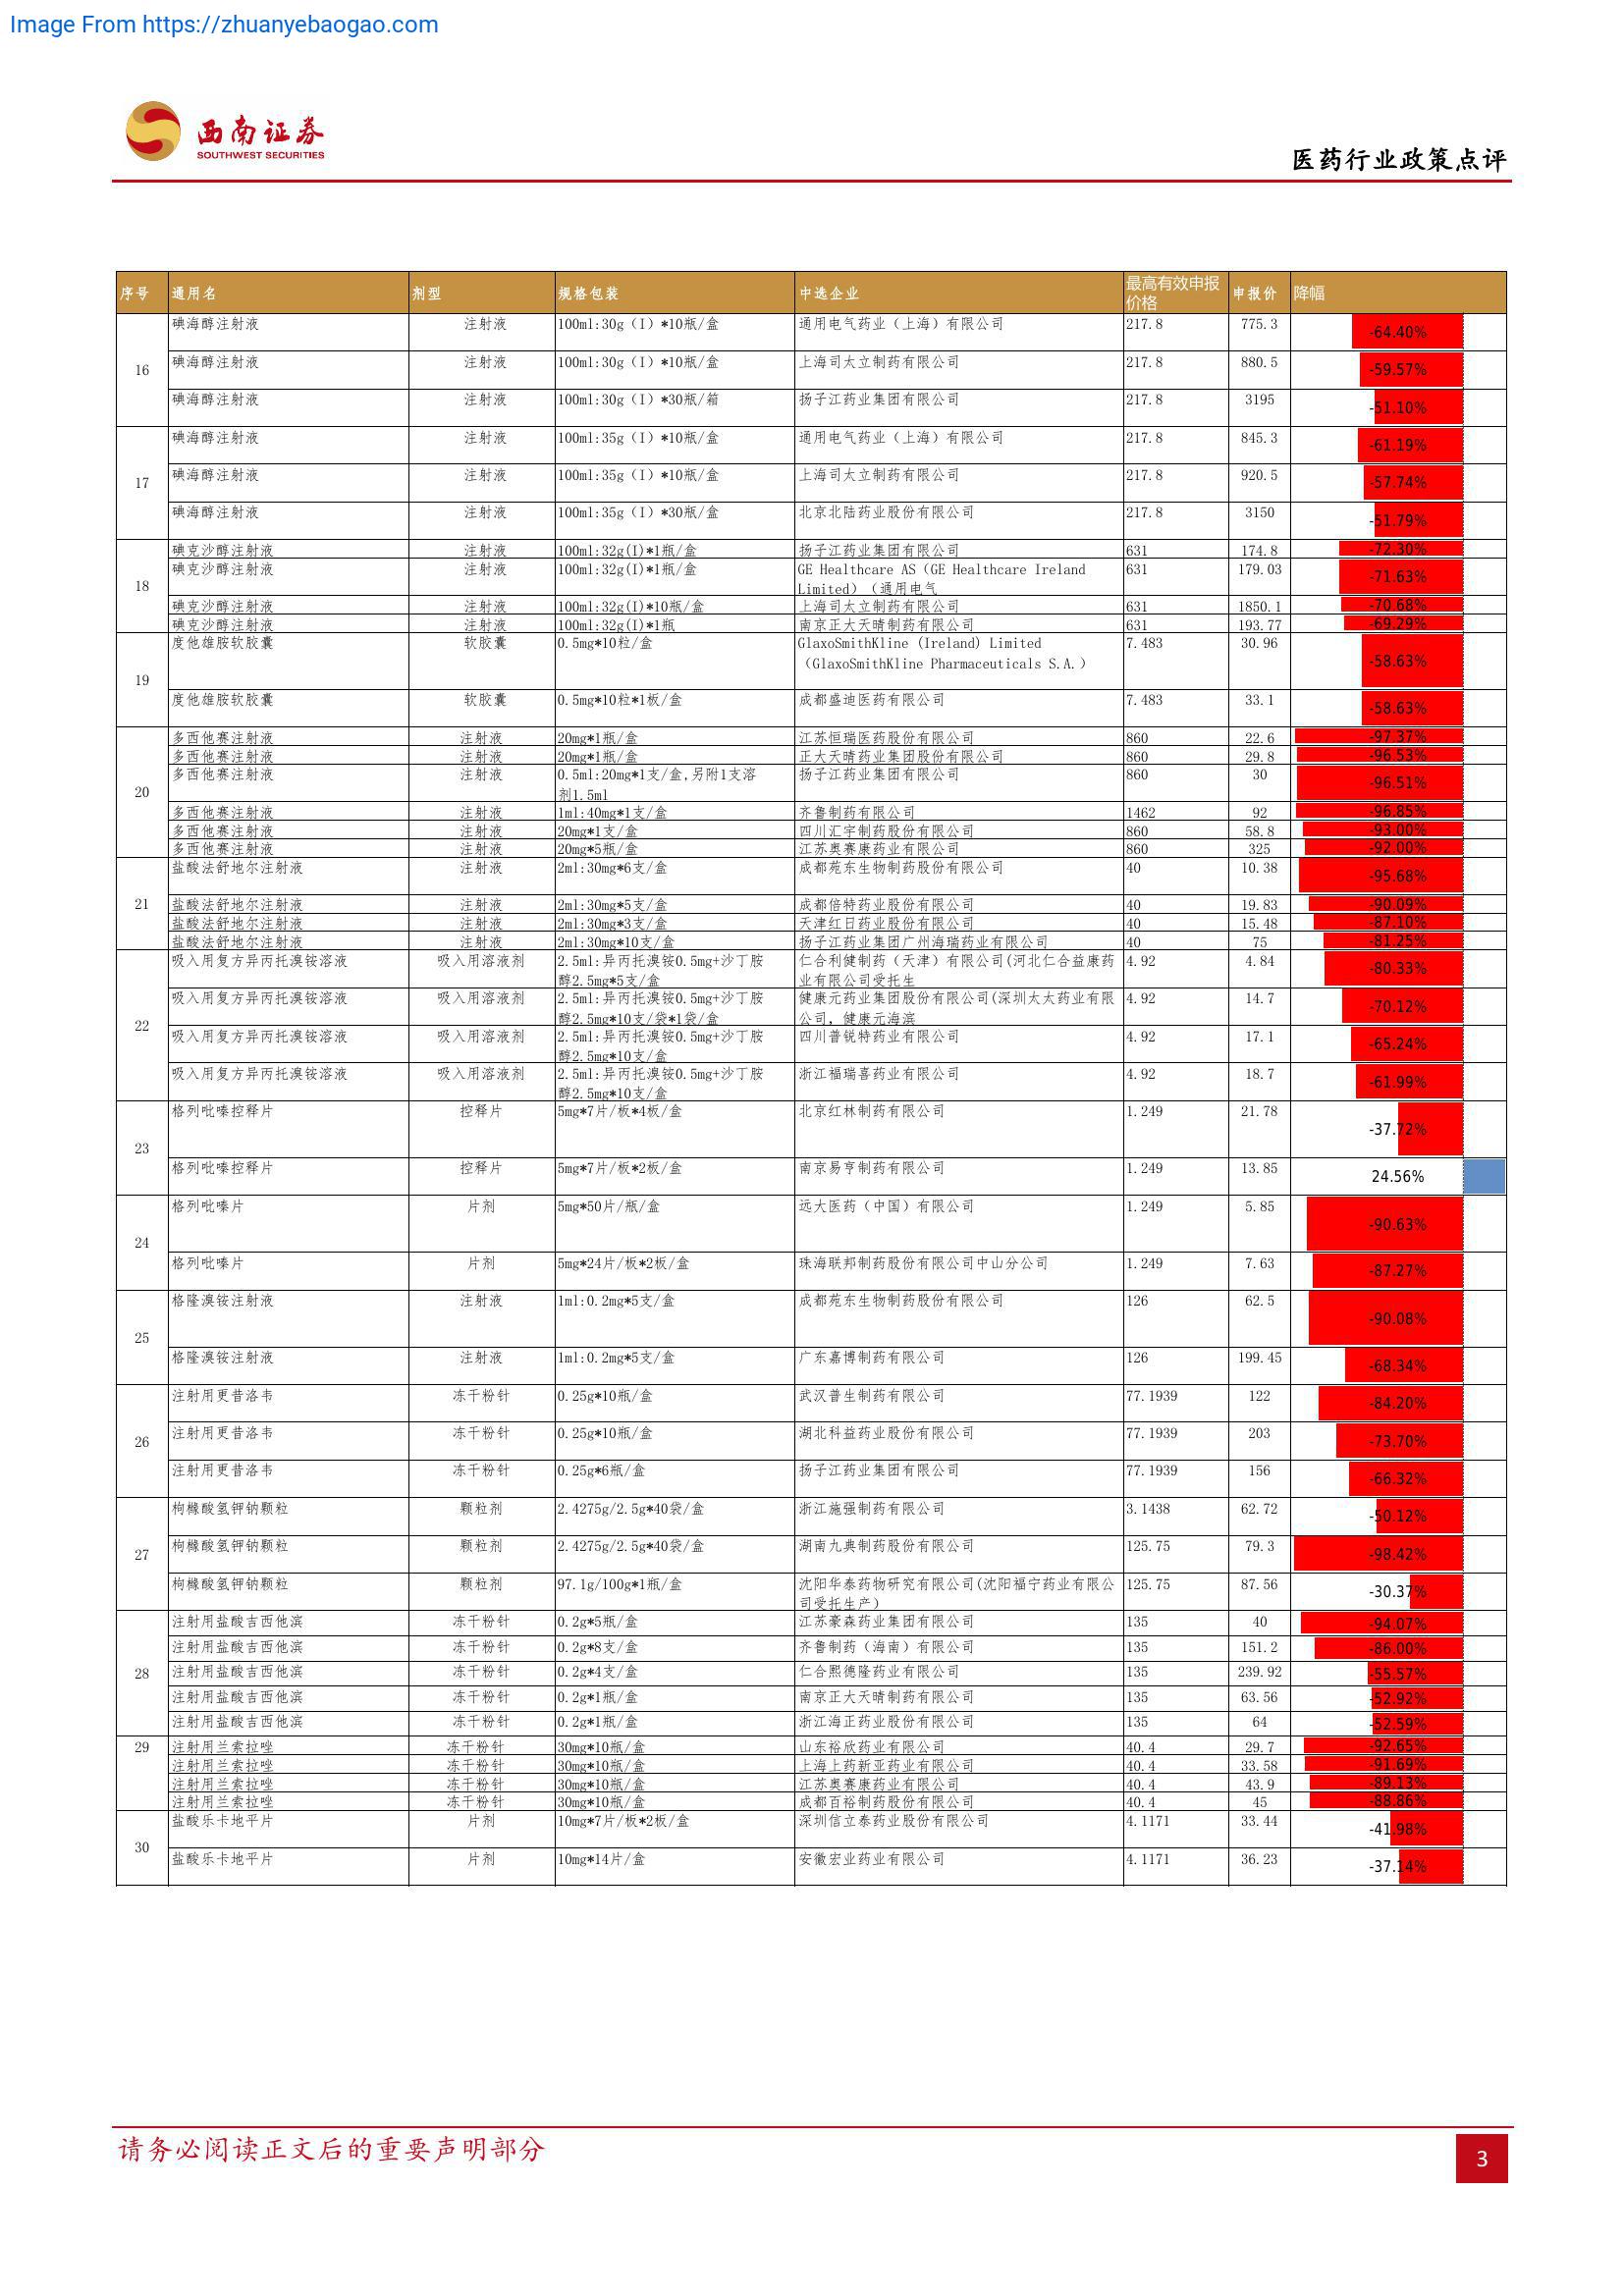 Image From https://zhuanyebaogao.com
西南证券
SOUTHWEST SECURITIES
医药行业政策点评
序号 通用名 剂型 规格包装 中选企业 最高有效申报价格 申报价 降幅
16
碘海醇注射液 注射液 100ml:30g（I）*10瓶/盒 通用电气药业（上海）有限公司 217.8 775.3 -64.40%
碘海醇注射液 注射液 100ml:30g（I）*10瓶/盒 上海司太立制药有限公司 217.8 880.5 -59.57%
碘海醇注射液 注射液 100ml:30g（I）*30瓶/箱 扬子江药业集团有限公司 217.8 3195 -51.10%
17
碘海醇注射液 注射液 100ml:35g（I）*10瓶/盒 通用电气药业（上海）有限公司 217.8 845.3 -61.19%
碘海醇注射液 注射液 100ml:35g（I）*10瓶/盒 上海司太立制药有限公司 217.8 920.5 -57.74%
碘海醇注射液 注射液 100ml:35g（I）*30瓶/盒 北京北陆药业股份有限公司 217.8 3150 -51.79%
18
碘克沙醇注射液 注射液 100ml:32g(I)*1瓶/盒 扬子江药业集团有限公司 631 174.8 -72.30%
碘克沙醇注射液 注射液 100ml:32g(I)*1瓶/盒 GE Healthcare AS（GE Healthcare Ireland Limited）（通用电气 631 179.03 -71.63%
碘克沙醇注射液 注射液 100ml:32g(I)*10瓶/盒 上海司太立制药有限公司 631 1850.1 -70.68%
碘克沙醇注射液 注射液 100ml:32g(I)*1瓶 南京正大天晴制药有限公司 631 193.77 -69.29%
19
度他雄胺软胶囊 软胶囊 0.5mg*10粒/盒 GlaxoSmithKline (Ireland) Limited（GlaxoSmithKline Pharmaceuticals S.A.） 7.483 30.96 -58.63%
度他雄胺软胶囊 软胶囊 0.5mg*10粒*1板/盒 成都盛迪医药有限公司 7.483 33.1 -58.63%
20
多西他赛注射液 注射液 20mg*1瓶/盒 江苏恒瑞医药股份有限公司 860 22.6 -97.37%
多西他赛注射液 注射液 20mg*1瓶/盒 正大天晴药业集团股份有限公司 860 29.8 -96.53%
多西他赛注射液 注射液 0.5ml:20mg*1支/盒,另附1支溶剂1.5ml 扬子江药业集团有限公司 860 30 -96.51%
多西他赛注射液 注射液 1ml:40mg*1支/盒 齐鲁制药有限公司 1462 92 -96.85%
多西他赛注射液 注射液 20mg*1支/盒 四川汇宇制药股份有限公司 860 58.8 -93.00%
多西他赛注射液 注射液 20mg*5瓶/盒 江苏奥赛康药业有限公司 860 325 -92.00%
21
盐酸法舒地尔注射液 注射液 2ml:30mg*6支/盒 成都苑东生物制药股份有限公司 40 10.38 -95.68%
盐酸法舒地尔注射液 注射液 2ml:30mg*5支/盒 成都倍特药业股份有限公司 40 19.83 -90.09%
盐酸法舒地尔注射液 注射液 2ml:30mg*3支/盒 天津红日药业股份有限公司 40 15.48 -87.10%
盐酸法舒地尔注射液 注射液 2ml:30mg*10支/盒 扬子江药业集团广州海瑞药业有限公司 40 75 -81.25%
22
吸入用复方异丙托溴铵溶液 吸入用溶液剂 2.5ml:异丙托溴铵0.5mg+沙丁胺醇2.5mg*5支/盒 仁合利健制药（天津）有限公司(河北仁合益康药业有限公司受托生 4.92 4.84 -80.33%
吸入用复方异丙托溴铵溶液 吸入用溶液剂 2.5ml:异丙托溴铵0.5mg+沙丁胺醇2.5mg*10支/袋*1袋/盒 健康元药业集团股份有限公司(深圳太太药业有限公司，健康元海滨 4.92 14.7 -70.12%
吸入用复方异丙托溴铵溶液 吸入用溶液剂 2.5ml:异丙托溴铵0.5mg+沙丁胺醇2.5mg*10支/盒 四川普锐特药业有限公司 4.92 17.1 -65.24%
吸入用复方异丙托溴铵溶液 吸入用溶液剂 2.5ml:异丙托溴铵0.5mg+沙丁胺醇2.5mg*10支/盒 浙江福瑞喜药业有限公司 4.92 18.7 -61.99%
23
格列吡嗪控释片 控释片 5mg*7片/板*4板/盒 北京红林制药有限公司 1.249 21.78 -37.72%
格列吡嗪控释片 控释片 5mg*7片/板*2板/盒 南京易亨制药有限公司 1.249 13.85 24.56%
24
格列吡嗪片 片剂 5mg*50片/瓶/盒 远大医药（中国）有限公司 1.249 5.85 -90.63%
格列吡嗪片 片剂 5mg*24片/板*2板/盒 珠海联邦制药股份有限公司中山分公司 1.249 7.63 -87.27%
25
格隆溴铵注射液 注射液 1ml:0.2mg*5支/盒 成都苑东生物制药股份有限公司 126 62.5 -90.08%
格隆溴铵注射液 注射液 1ml:0.2mg*5支/盒 广东嘉博制药有限公司 126 199.45 -68.34%
26
注射用更昔洛韦 冻干粉针 0.25g*10瓶/盒 武汉普生制药有限公司 77.1939 122 -84.20%
注射用更昔洛韦 冻干粉针 0.25g*10瓶/盒 湖北科益药业股份有限公司 77.1939 203 -73.70%
注射用更昔洛韦 冻干粉针 0.25g*6瓶/盒 扬子江药业集团有限公司 77.1939 156 -66.32%
27
枸橼酸氢钾钠颗粒 颗粒剂 2.4275g/2.5g*40袋/盒 浙江施强制药有限公司 3.1438 62.72 -50.12%
枸橼酸氢钾钠颗粒 颗粒剂 2.4275g/2.5g*40袋/盒 湖南九典制药股份有限公司 125.75 79.3 -98.42%
枸橼酸氢钾钠颗粒 颗粒剂 97.1g/100g*1瓶/盒 沈阳华泰药物研究有限公司(沈阳福宁药业有限公司受托生产) 125.75 87.56 -30.37%
28
注射用盐酸吉西他滨 冻干粉针 0.2g*5瓶/盒 江苏豪森药业集团有限公司 135 40 -94.07%
注射用盐酸吉西他滨 冻干粉针 0.2g*8支/盒 齐鲁制药（海南）有限公司 135 151.2 -86.00%
注射用盐酸吉西他滨 冻干粉针 0.2g*4支/盒 仁合熙德隆药业有限公司 135 239.92 -55.57%
注射用盐酸吉西他滨 冻干粉针 0.2g*1瓶/盒 南京正大天晴制药有限公司 135 63.56 -52.92%
注射用盐酸吉西他滨 冻干粉针 0.2g*1瓶/盒 浙江海正药业股份有限公司 135 64 -52.59%
29
注射用兰索拉唑 冻干粉针 30mg*10瓶/盒 山东裕欣药业有限公司 40.4 29.7 -92.65%
注射用兰索拉唑 冻干粉针 30mg*10瓶/盒 上海上药新亚药业有限公司 40.4 33.58 -91.69%
注射用兰索拉唑 冻干粉针 30mg*10瓶/盒 江苏奥赛康药业有限公司 40.4 43.9 -89.13%
注射用兰索拉唑 冻干粉针 30mg*10瓶/盒 成都百裕制药股份有限公司 40.4 45 -88.86%
30
盐酸乐卡地平片 片剂 10mg*7片/板*2板/盒 深圳信立泰药业股份有限公司 4.1171 33.44 -41.98%
盐酸乐卡地平片 片剂 10mg*14片/盒 安徽宏业药业有限公司 4.1171 36.23 -37.14%
请务必阅读正文后的重要声明部分
3